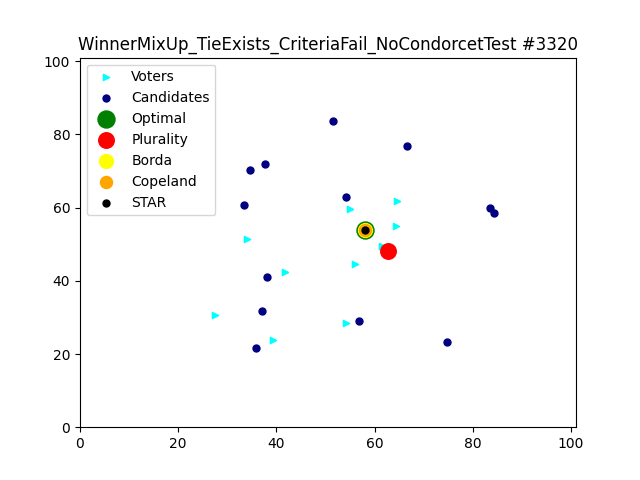 WinnerMixUp_TieExists_CriteriaFail_NoCondorcetTest #3320
Voters
Candidates
Optimal
Plurality
Borda
Copeland
STAR
100
80
60
40
20
0
0 20 40 60 80 100